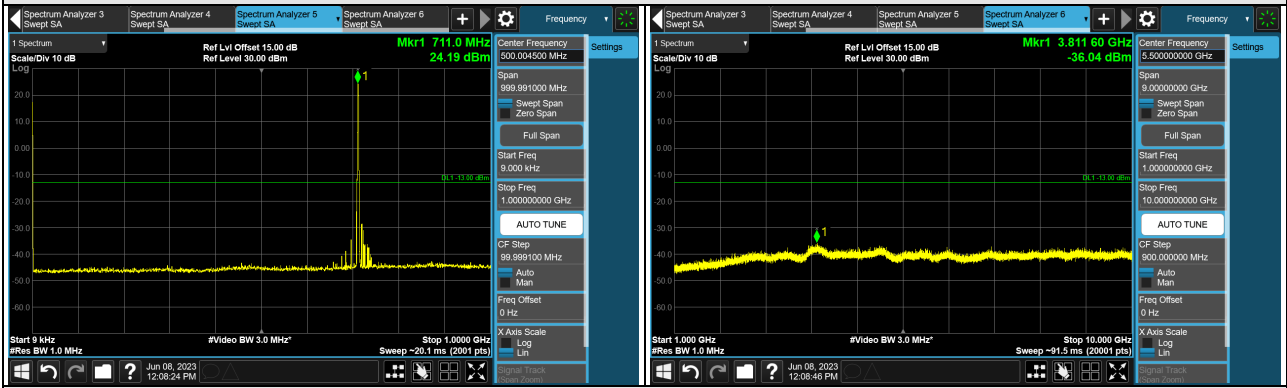 Spectrum Analyzer 3
Swept SA
Spectrum Analyzer 4
Swept SA
Spectrum Analyzer 5
Swept SA
Spectrum Analyzer 6
Swept SA
+
Frequency
1 Spectrum
Scale/Div 10 dB
Log
Ref Lvl Offset 15.00 dB
Ref Level 30.00 dBm
Mkr1 711.0 MHz
24.19 dBm
1
20.0
10.0
0.00
-10.0
DL1 -13.00 dBm
-20.0
-30.0
-40.0
-50.0
-60.0
Start 9 kHz
#Res BW 1.0 MHz
#Video BW 3.0 MHz*
Stop 1.0000 GHz
Sweep ~20.1 ms (2001 pts)
Center Frequency
500.004500 MHz
Settings
Span
999.991000 MHz
Swept Span
Zero Span
Full Span
Start Freq
9.000 kHz
Stop Freq
1.000000000 GHz
AUTO TUNE
CF Step
99.999100 MHz
Auto
Man
Freq Offset
0 Hz
X Axis Scale
Log
Lin
Signal Track
(Span Zoom)
?
Jun 08, 2023
12:08:24 PM
Spectrum Analyzer 3
Swept SA
Spectrum Analyzer 4
Swept SA
Spectrum Analyzer 5
Swept SA
Spectrum Analyzer 6
Swept SA
+
Frequency
1 Spectrum
Scale/Div 10 dB
Log
Ref Lvl Offset 15.00 dB
Ref Level 30.00 dBm
Mkr1 3.811 60 GHz
-36.04 dBm
20.0
10.0
0.00
-10.0
DL1 -13.00 dBm
-20.0
-30.0
1
-40.0
-50.0
-60.0
Start 1.000 GHz
#Res BW 1.0 MHz
#Video BW 3.0 MHz*
Stop 10.000 GHz
Sweep ~91.5 ms (20001 pts)
Center Frequency
5.500000000 GHz
Settings
Span
9.00000000 GHz
Swept Span
Zero Span
Full Span
Start Freq
1.000000000 GHz
Stop Freq
10.000000000 GHz
AUTO TUNE
CF Step
900.000000 MHz
Auto
Man
Freq Offset
0 Hz
X Axis Scale
Log
Lin
Signal Track
(Span Zoom)
?
Jun 08, 2023
12:08:46 PM